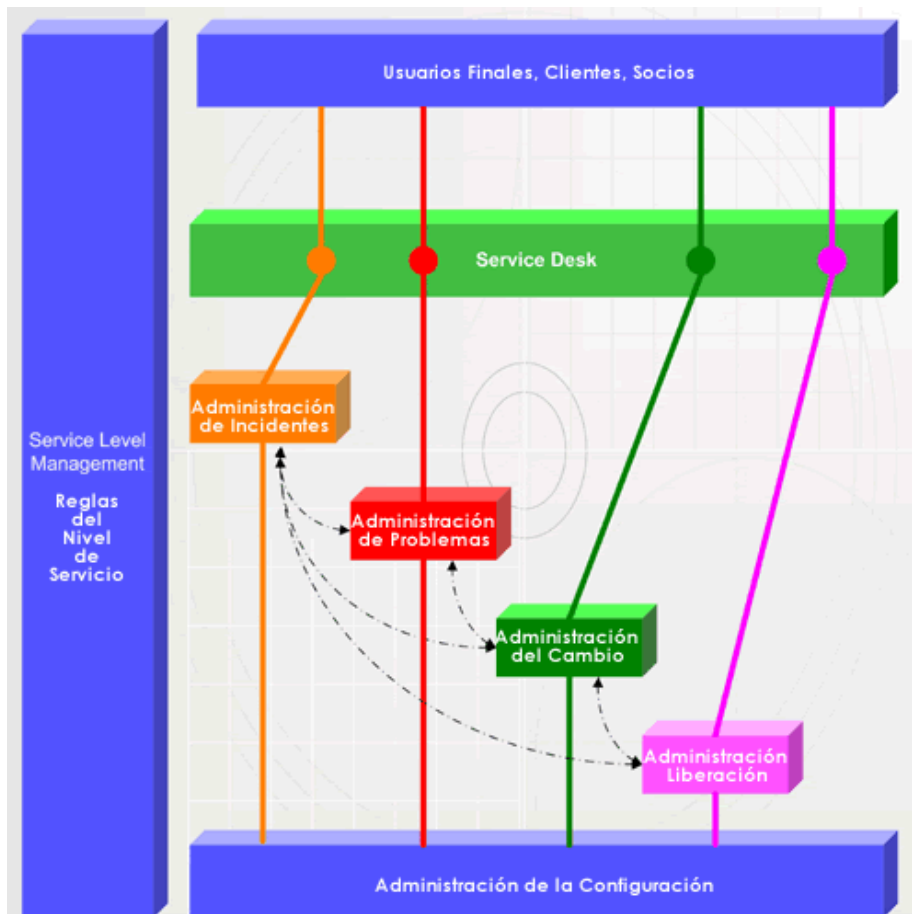 Usuarios Finales, Clientes, Socios
Service Desk
Administración
de Incidentes
Service Level
Management
Reglas
del
Nivel
de
Servicio
Administración
de Problemas
Administración
del Cambio
Administración
Liberación
Administración de la Configuración